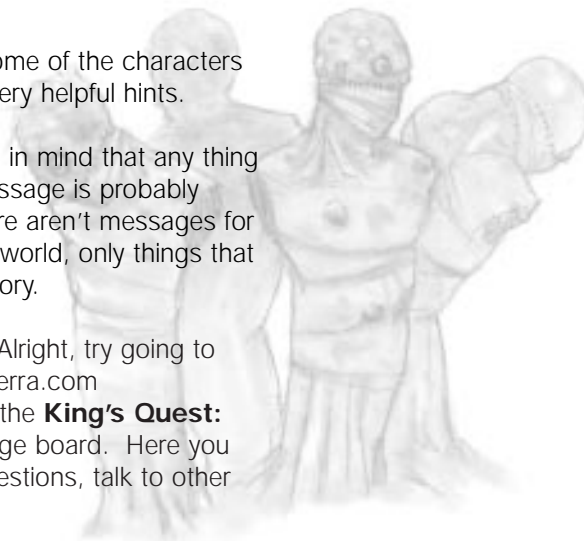 ome of the characters
ery helpful hints.
in mind that any thing
ssage is probably
re aren't messages for
world, only things that
ory.
Alright, try going to
erra.com
the King's Quest:
ge board. Here you
estions, talk to other